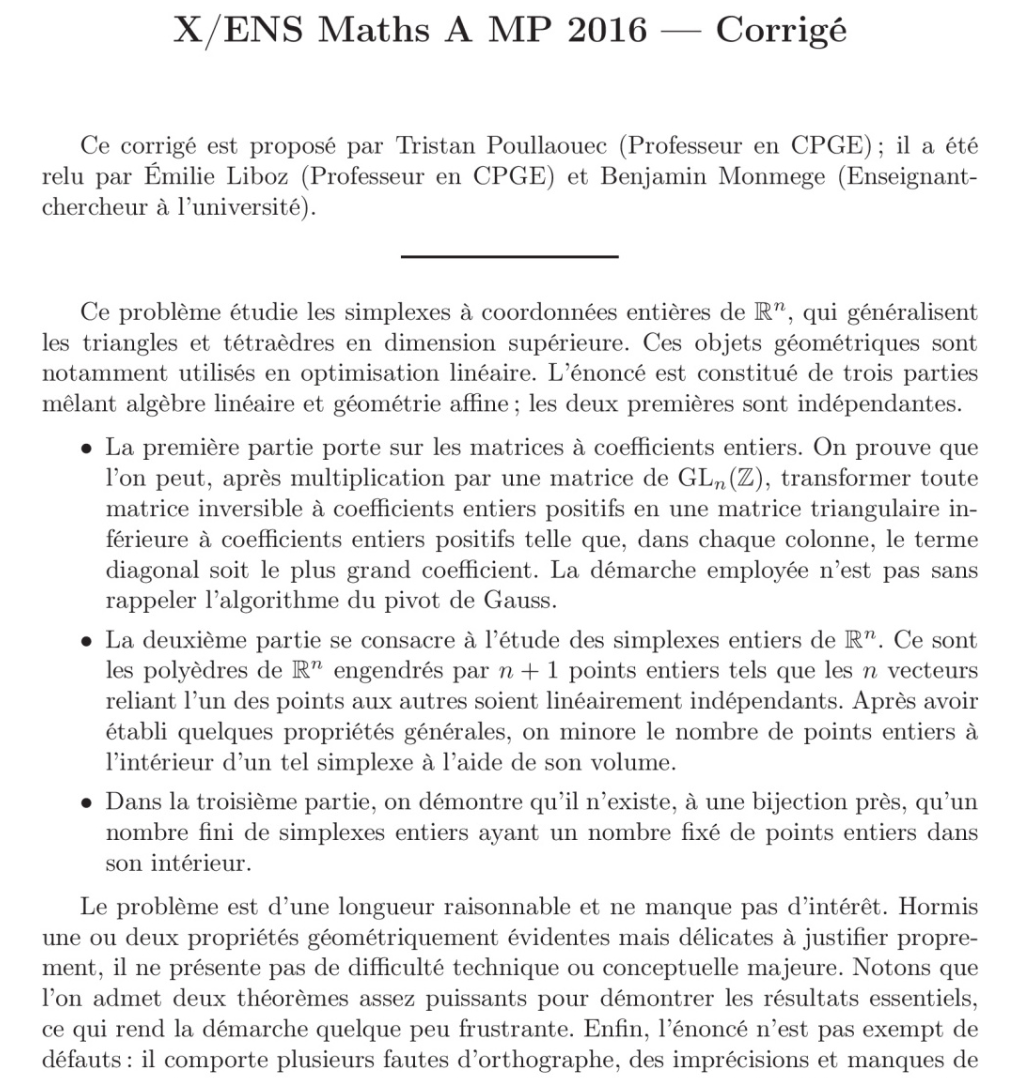 X/ENS Maths A MP 2016 — Corrigé
Ce corrigé est proposé par Tristan Poullaouec (Professeur en CPGE) ; il a été
relu par Émilie Liboz (Professeur en CPGE) et Benjamin Monmege (Enseignant-
chercheur à l'université).
Ce problème étudie les simplexes à coordonnées entières de ℝⁿ, qui généralisent
les triangles et tétraèdres en dimension supérieure. Ces objets géométriques sont
notamment utilisés en optimisation linéaire. L'énoncé est constitué de trois parties
mêlant algèbre linéaire et géométrie affine ; les deux premières sont indépendantes.
• La première partie porte sur les matrices à coefficients entiers. On prouve que
l'on peut, après multiplication par une matrice de GLₙ(ℤ), transformer toute
matrice inversible à coefficients entiers positifs en une matrice triangulaire in-
férieure à coefficients entiers positifs telle que, dans chaque colonne, le terme
diagonal soit le plus grand coefficient. La démarche employée n'est pas sans
rappeler l'algorithme du pivot de Gauss.
• La deuxième partie se consacre à l'étude des simplexes entiers de ℝⁿ. Ce sont
les polyèdres de ℝⁿ engendrés par n + 1 points entiers tels que les n vecteurs
reliant l'un des points aux autres soient linéairement indépendants. Après avoir
établi quelques propriétés générales, on minore le nombre de points entiers à
l'intérieur d'un tel simplexe à l'aide de son volume.
• Dans la troisième partie, on démontre qu'il n'existe, à une bijection près, qu'un
nombre fini de simplexes entiers ayant un nombre fixé de points entiers dans
son intérieur.
Le problème est d'une longueur raisonnable et ne manque pas d'intérêt. Hormis
une ou deux propriétés géométriquement évidentes mais délicates à justifier propre-
ment, il ne présente pas de difficulté technique ou conceptuelle majeure. Notons que
l'on admet deux théorèmes assez puissants pour démontrer les résultats essentiels,
ce qui rend la démarche quelque peu frustrante. Enfin, l'énoncé n'est pas exempt de
défauts : il comporte plusieurs fautes d'orthographe, des imprécisions et manques de